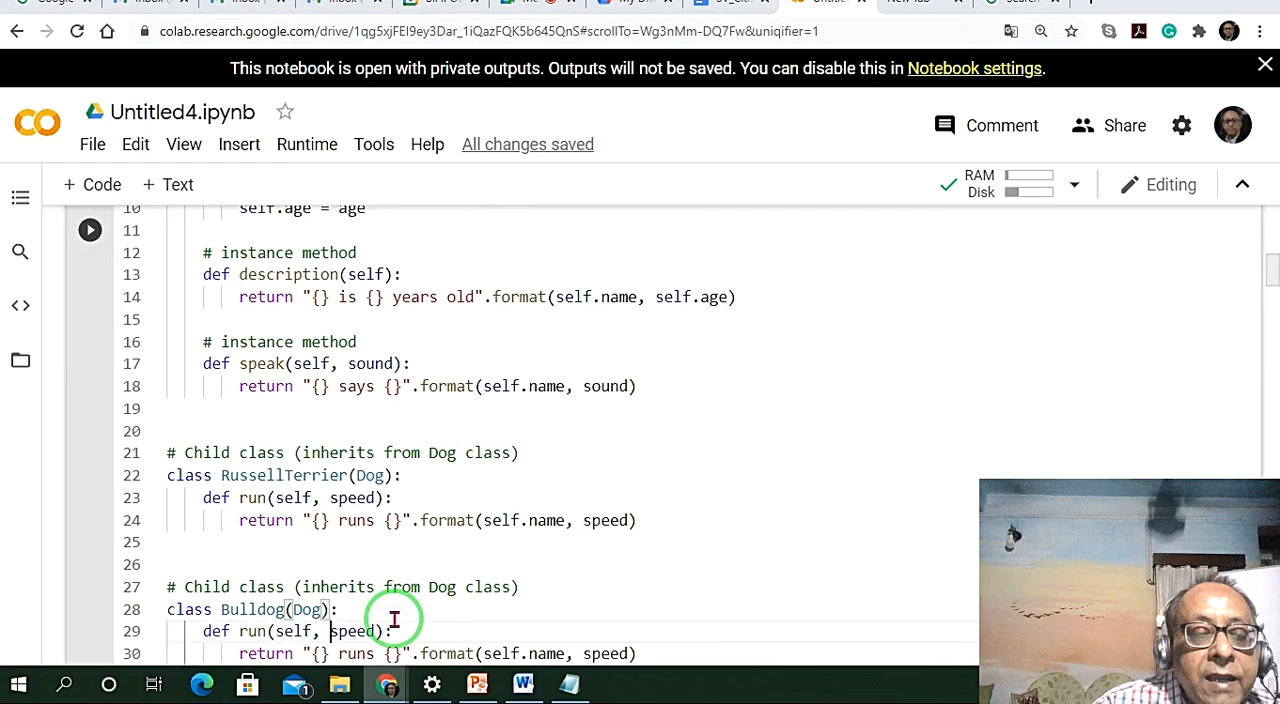 colab.research.google.com/drive/1qg5xjFEI9ey3Iar_1iQazFQK5b645QnS#scrollTo=Wg3nMm-DQ7Fw&uniqifier=1
This notebook is open with private outputs. Outputs will not be saved. You can disable this in Notebook settings.
Untitled4.ipynb
Comment
Share
File Edit View Insert Runtime Tools Help All changes saved
+ Code + Text
RAM
Disk
Editing
10 self.age = age
11
12 # instance method
13 def description(self):
14 return "{} is {} years old".format(self.name, self.age)
15
16 # instance method
17 def speak(self, sound):
18 return "{} says {}".format(self.name, sound)
19
20
21 # Child class (inherits from Dog class)
22 class RussellTerrier(Dog):
23 def run(self, speed):
24 return "{} runs {}".format(self.name, speed)
25
26
27 # Child class (inherits from Dog class)
28 class Bulldog(Dog):
29 def run(self, speed):
30 return "{} runs {}".format(self.name, speed)